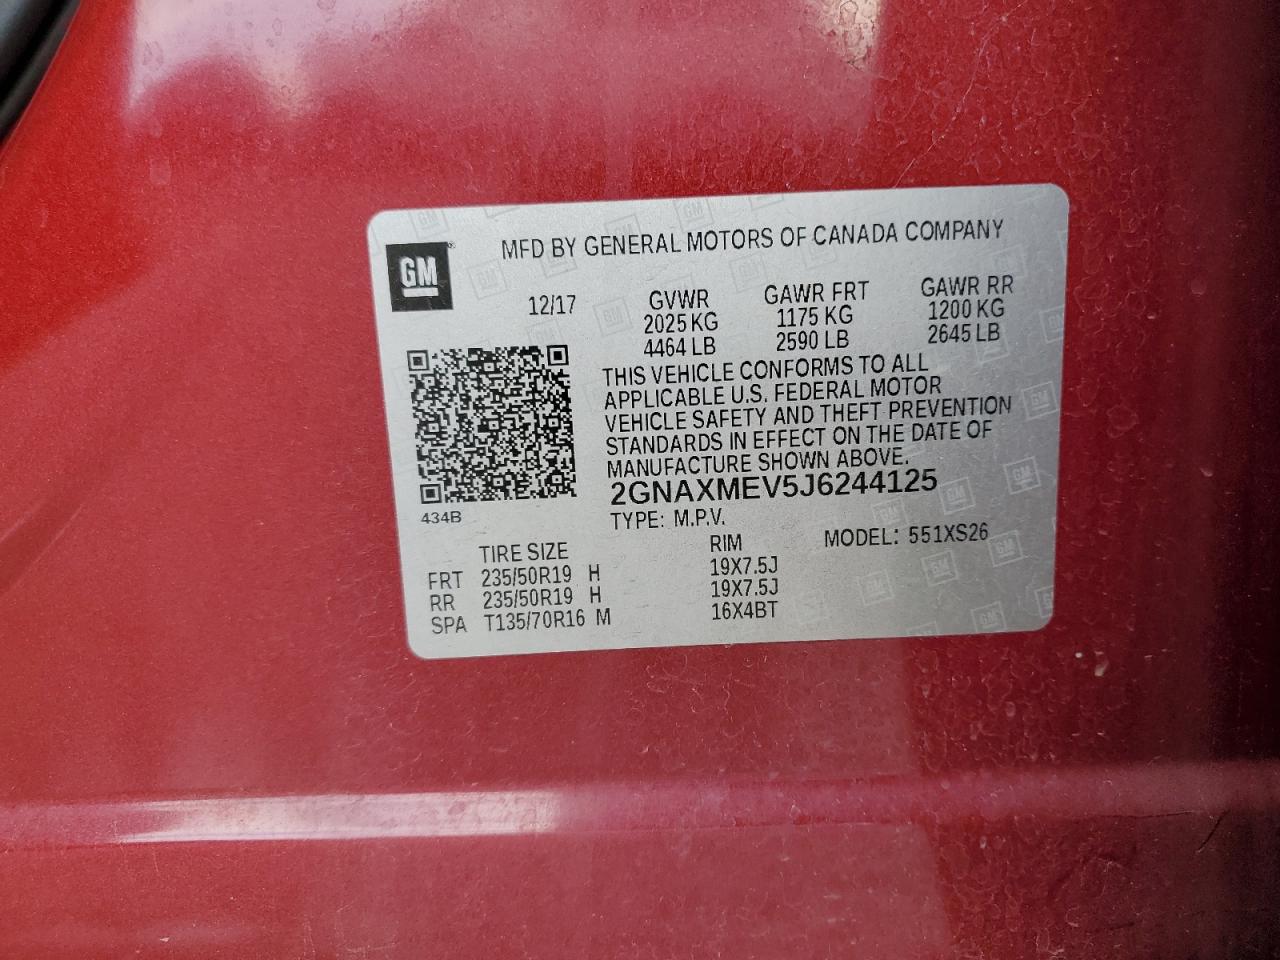 GM
MFD BY GENERAL MOTORS OF CANADA COMPANY
12/17 GVWR GAWR FRT GAWR RR
2025 KG 1175 KG 1200 KG
4464 LB 2590 LB 2645 LB
THIS VEHICLE CONFORMS TO ALL
APPLICABLE U.S. FEDERAL MOTOR
VEHICLE SAFETY AND THEFT PREVENTION
STANDARDS IN EFFECT ON THE DATE OF
MANUFACTURE SHOWN ABOVE.
2GNAXMEV5J6244125
434B
TYPE: M.P.V.
MODEL: 551XS26
TIRE SIZE RIM
FRT 235/50R19 H 19X7.5J
RR 235/50R19 H 19X7.5J
SPA T135/70R16 M 16X4BT